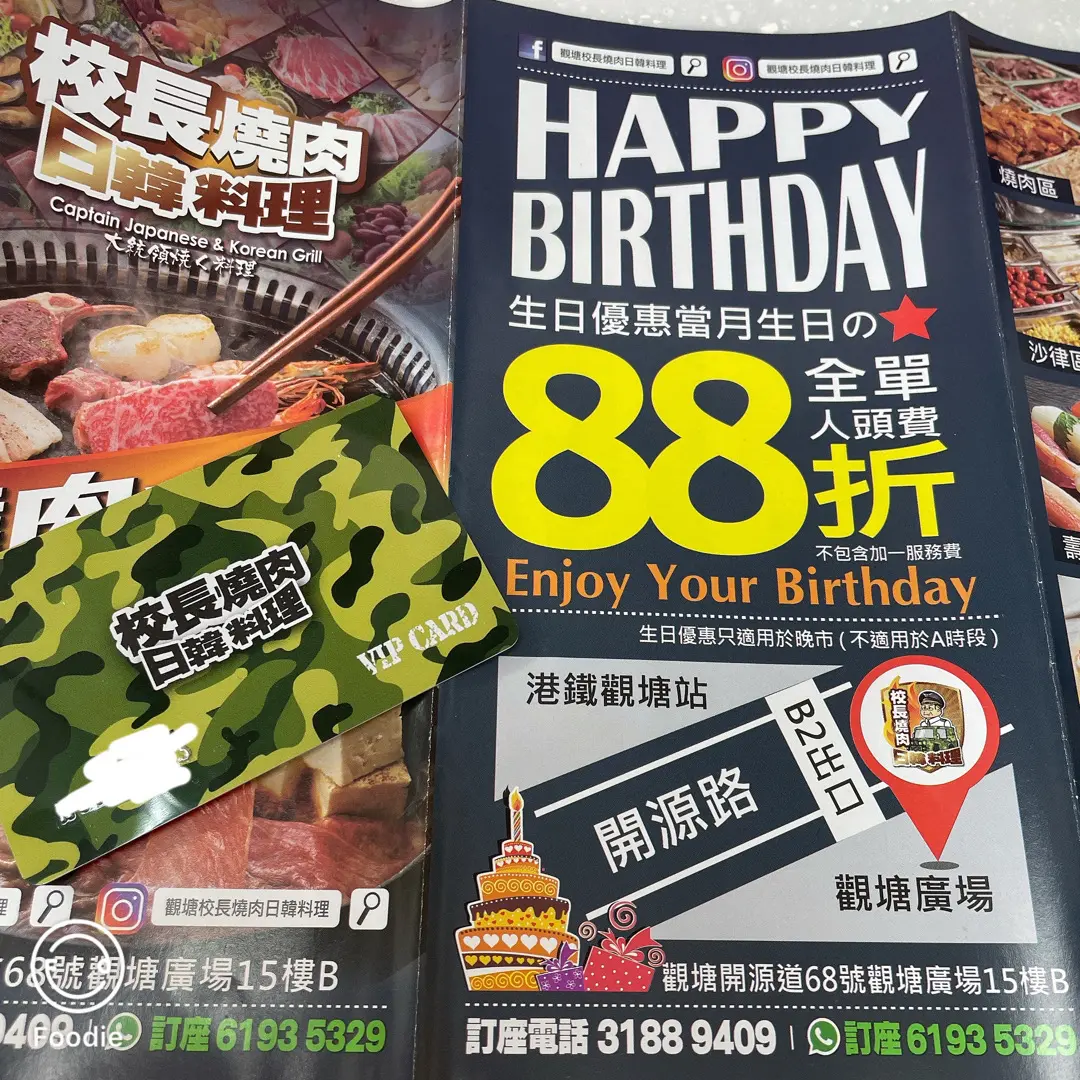 校長燒肉
日韓料理
Captain Japanese & Korean Grill
大統領焼く料理
肉
校長燒肉
日韓料理
VIP CARD
觀塘校長燒肉日韓料理
68號觀塘廣場15樓B
9409
訂座 6193 5329
Foodie
觀塘校長燒肉日韓料理
觀塘校長燒肉日韓料理
HAPPY
BIRTHDAY
生日優惠當月生日の
88
全單
人頭費
折
不包含加一服務費
Enjoy Your Birthday
生日優惠只適用於晚市 ( 不適用於A時段 )
港鐵觀塘站
B2出口
開源路
校長燒肉
日韓料理
觀塘廣場
觀塘開源道68號觀塘廣場15樓B
訂座電話 3188 9409
訂座 6193 5329
燒肉區
沙律區
壽